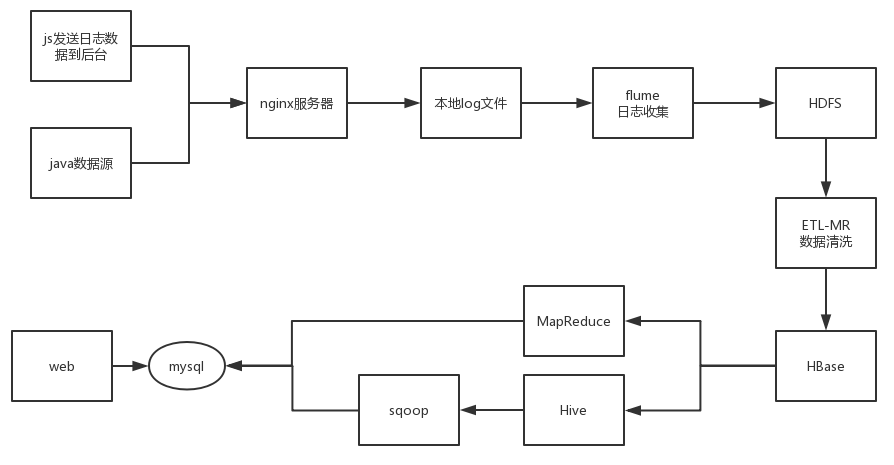 js发送日志数
据到后台
java数据源
nginx服务器
本地log文件
flume
日志收集
HDFS
ETL-MR
数据清洗
HBase
MapReduce
Hive
sqoop
mysql
web